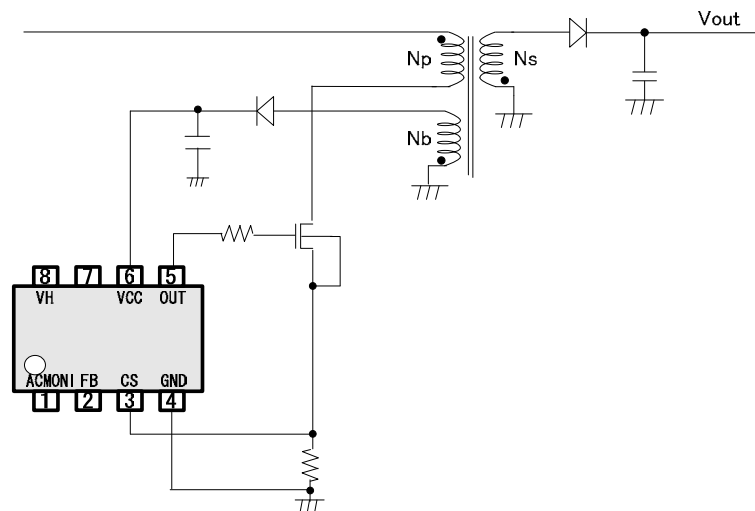 Vout
Np
Ns
Nb
8 7 6 5
VH VCC OUT
ACMONI FB CS GND
1 2 3 4